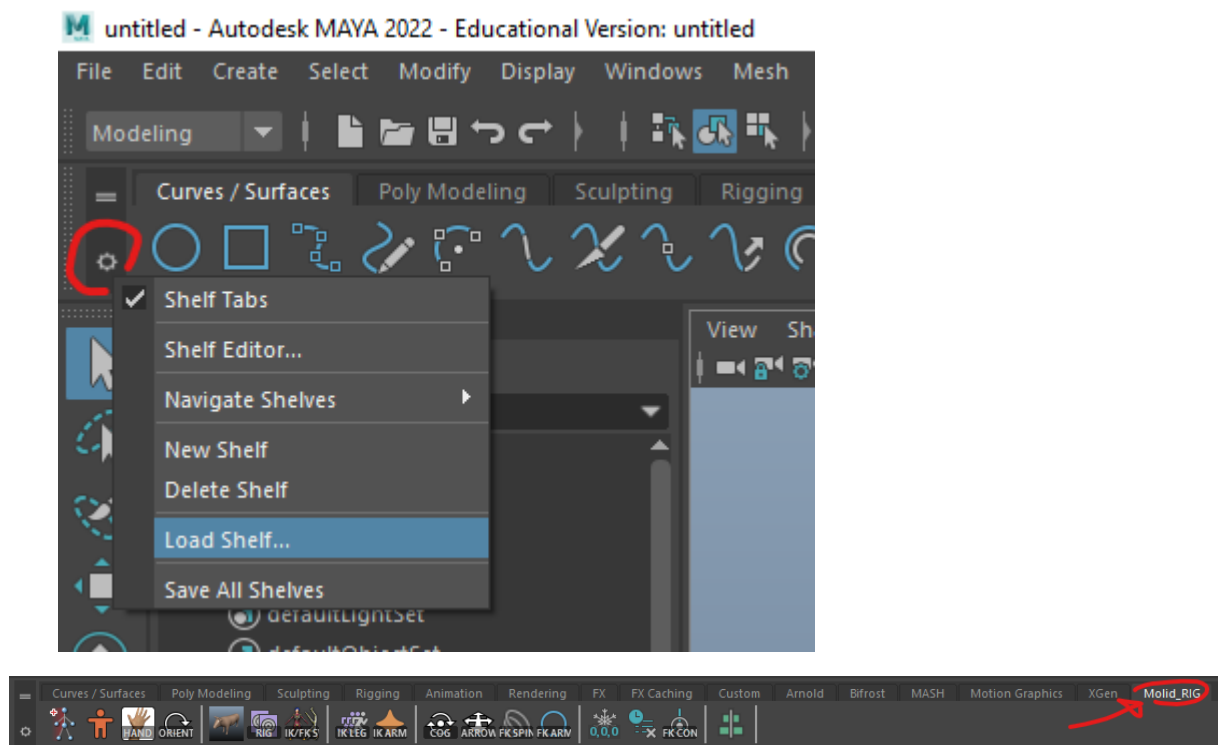 untitled - Autodesk MAYA 2022 - Educational Version: untitled
File Edit Create Select Modify Display Windows Mesh
Modeling
Curves / Surfaces Poly Modeling Sculpting Rigging
Shelf Tabs
Shelf Editor...
View
Navigate Shelves
New Shelf
Delete Shelf
Load Shelf...
Save All Shelves
defaultLightSet
defaultObjectSet
Curves / Surfaces Poly Modeling Sculpting Rigging Animation Rendering FX FX Caching Custom Arnold Bifrost MASH Motion Graphics XGen Molid_RIG
HAND ORIENT RIG IK/FK S IK LEG IK ARM COG ARROW FK SPIN FK ARM 0,0,0 FK CON